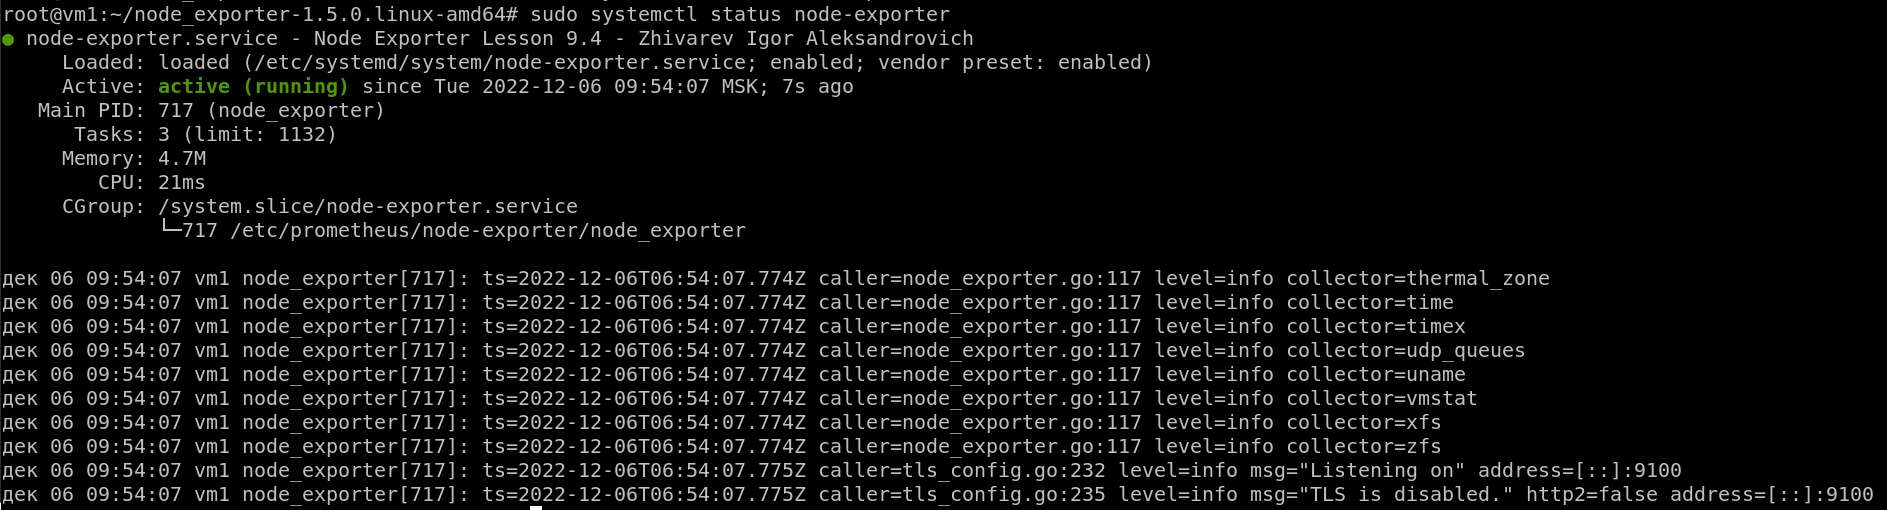 root@vm1:~/node_exporter-1.5.0.linux-amd64# sudo systemctl status node-exporter
● node-exporter.service - Node Exporter Lesson 9.4 - Zhivarev Igor Aleksandrovich
     Loaded: loaded (/etc/systemd/system/node-exporter.service; enabled; vendor preset: enabled)
     Active: active (running) since Tue 2022-12-06 09:54:07 MSK; 7s ago
   Main PID: 717 (node_exporter)
      Tasks: 3 (limit: 1132)
     Memory: 4.7M
        CPU: 21ms
     CGroup: /system.slice/node-exporter.service
             └─717 /etc/prometheus/node-exporter/node_exporter

дек 06 09:54:07 vm1 node_exporter[717]: ts=2022-12-06T06:54:07.774Z caller=node_exporter.go:117 level=info collector=thermal_zone
дек 06 09:54:07 vm1 node_exporter[717]: ts=2022-12-06T06:54:07.774Z caller=node_exporter.go:117 level=info collector=time
дек 06 09:54:07 vm1 node_exporter[717]: ts=2022-12-06T06:54:07.774Z caller=node_exporter.go:117 level=info collector=timex
дек 06 09:54:07 vm1 node_exporter[717]: ts=2022-12-06T06:54:07.774Z caller=node_exporter.go:117 level=info collector=udp_queues
дек 06 09:54:07 vm1 node_exporter[717]: ts=2022-12-06T06:54:07.774Z caller=node_exporter.go:117 level=info collector=uname
дек 06 09:54:07 vm1 node_exporter[717]: ts=2022-12-06T06:54:07.774Z caller=node_exporter.go:117 level=info collector=vmstat
дек 06 09:54:07 vm1 node_exporter[717]: ts=2022-12-06T06:54:07.774Z caller=node_exporter.go:117 level=info collector=xfs
дек 06 09:54:07 vm1 node_exporter[717]: ts=2022-12-06T06:54:07.774Z caller=node_exporter.go:117 level=info collector=zfs
дек 06 09:54:07 vm1 node_exporter[717]: ts=2022-12-06T06:54:07.775Z caller=tls_config.go:232 level=info msg="Listening on" address=[::]:9100
дек 06 09:54:07 vm1 node_exporter[717]: ts=2022-12-06T06:54:07.775Z caller=tls_config.go:235 level=info msg="TLS is disabled." http2=false address=[::]:9100